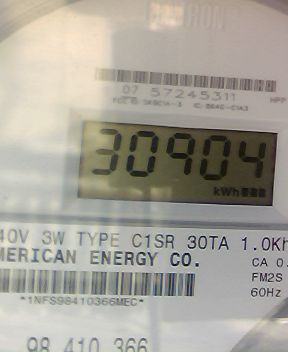 07 57245311
30904
kWh
40V 3W TYPE C1SR 30TA 1.0Kh
MERICAN ENERGY CO.
CA 0.
FM2S
*1NFS98410366MEC*
60Hz
98 410 366